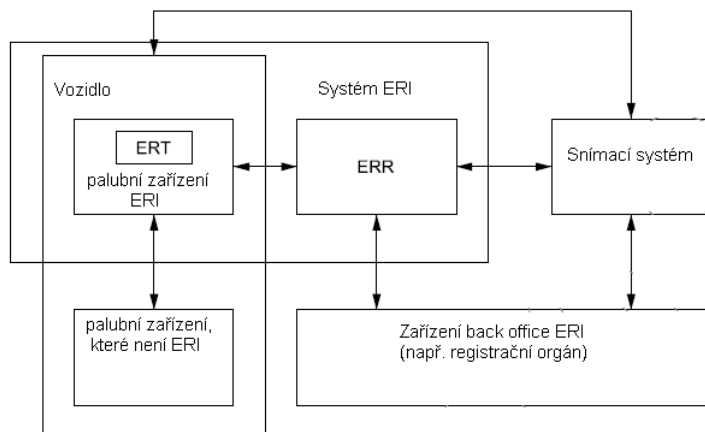 Vozidlo
Systém ERI
ERT
palubní zařízení
ERI
ERR
Snímací systém
palubní zařízení,
které není ERI
Zařízení back office ERI
(např. registrační orgán)